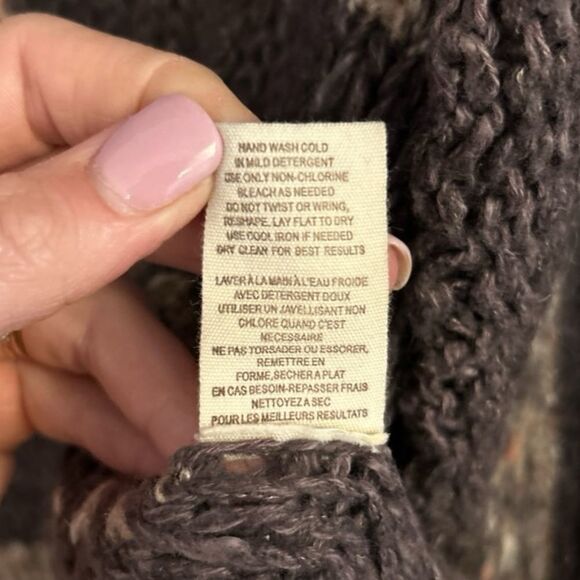 HAND WASH COLD
IN MILD DETERGENT
USE ONLY NON-CHLORINE
BLEACH AS NEEDED
DO NOT TWIST OR WRING,
RESHAPE, LAY FLAT TO DRY
USE COOL IRON IF NEEDED
DRY CLEAN FOR BEST RESULTS
LAVER À LA MAIN À L'EAU FROIDE
AVEC DETERGENT DOUX
UTILISER UN JAVELLISANT NON
CHLORE QUAND C'EST
NECESSAIRE
NE PAS TORSADER OU ESSORER,
REMETTRE EN
FORME, SECHER A PLAT
EN CAS BESOIN-REPASSER FRAIS
NETTOYEZ A SEC
POUR LES MEILLEURS RESULTATS